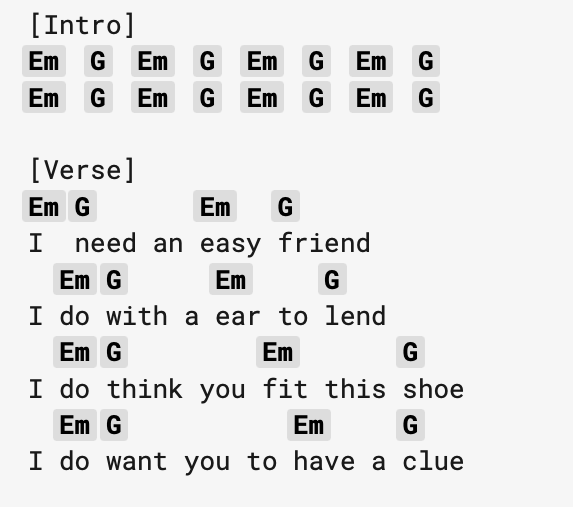 [Intro]
Em G Em G Em G Em G
Em G Em G Em G Em G
[Verse]
Em G Em G
I need an easy friend
Em G Em G
I do with a ear to lend
Em G Em G
I do think you fit this shoe
Em G Em G
I do want you to have a clue